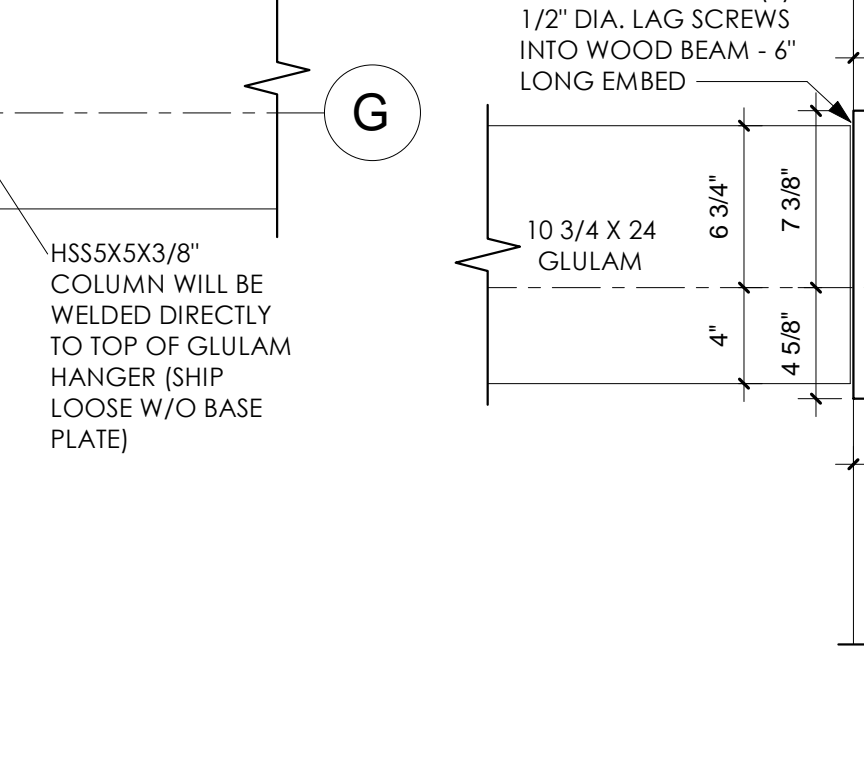 1/2" DIA. LAG SCREWS
INTO WOOD BEAM - 6"
LONG EMBED
G
HSS5X5X3/8"
COLUMN WILL BE
WELDED DIRECTLY
TO TOP OF GLULAM
HANGER (SHIP
LOOSE W/O BASE
PLATE)
10 3/4 X 24
GLULAM
6 3/4"
7 3/8"
4"
4 5/8"